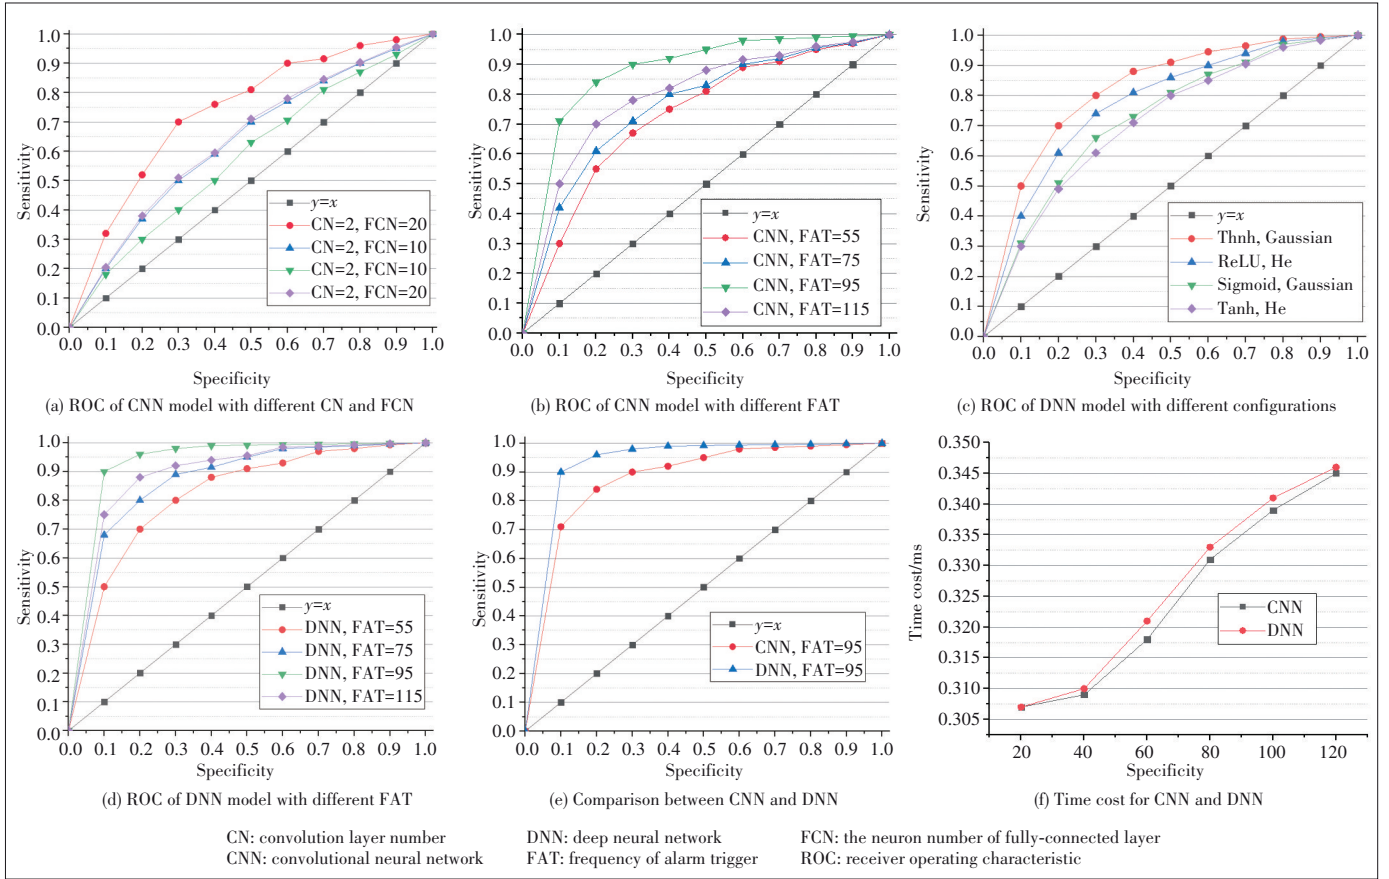 1.0
0.9
0.8
0.7
0.6
0.5
0.4
0.3
0.2
0.1
0.0
Sensitivity
y=x
CN=2, FCN=20
CN=2, FCN=10
CN=2, FCN=10
CN=2, FCN=20
0.0 0.1 0.2 0.3 0.4 0.5 0.6 0.7 0.8 0.9 1.0
Specificity
(a) ROC of CNN model with different CN and FCN
1.0
0.9
0.8
0.7
0.6
0.5
0.4
0.3
0.2
0.1
0.0
Sensitivity
y=x
CNN, FAT=55
CNN, FAT=75
CNN, FAT=95
CNN, FAT=115
0.0 0.1 0.2 0.3 0.4 0.5 0.6 0.7 0.8 0.9 1.0
Specificity
(b) ROC of CNN model with different FAT
1.0
0.9
0.8
0.7
0.6
0.5
0.4
0.3
0.2
0.1
0.0
Sensitivity
y=x
Thnh, Gaussian
ReLU, He
Sigmoid, Gaussian
Tanh, He
0.0 0.1 0.2 0.3 0.4 0.5 0.6 0.7 0.8 0.9 1.0
Specificity
(c) ROC of DNN model with different configurations
1.0
0.9
0.8
0.7
0.6
0.5
0.4
0.3
0.2
0.1
0.0
Sensitivity
y=x
DNN, FAT=55
DNN, FAT=75
DNN, FAT=95
DNN, FAT=115
0.0 0.1 0.2 0.3 0.4 0.5 0.6 0.7 0.8 0.9 1.0
Specificity
(d) ROC of DNN model with different FAT
1.0
0.9
0.8
0.7
0.6
0.5
0.4
0.3
0.2
0.1
0.0
Sensitivity
y=x
CNN, FAT=95
DNN, FAT=95
0.0 0.1 0.2 0.3 0.4 0.5 0.6 0.7 0.8 0.9 1.0
Specificity
(e) Comparison between CNN and DNN
0.350
0.345
0.340
0.330
0.325
0.320
0.315
0.310
0.305
Time cost/ms
CNN
DNN
20 40 60 80 100 120
Specificity
(f) Time cost for CNN and DNN
CN: convolution layer number DNN: deep neural network FCN: the neuron number of fully-connected layer
CNN: convolutional neural network FAT: frequency of alarm trigger ROC: receiver operating characteristic